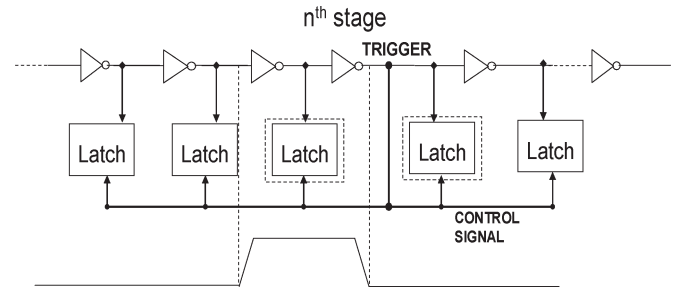 nth stage
TRIGGER
Latch Latch Latch Latch Latch
CONTROL
SIGNAL